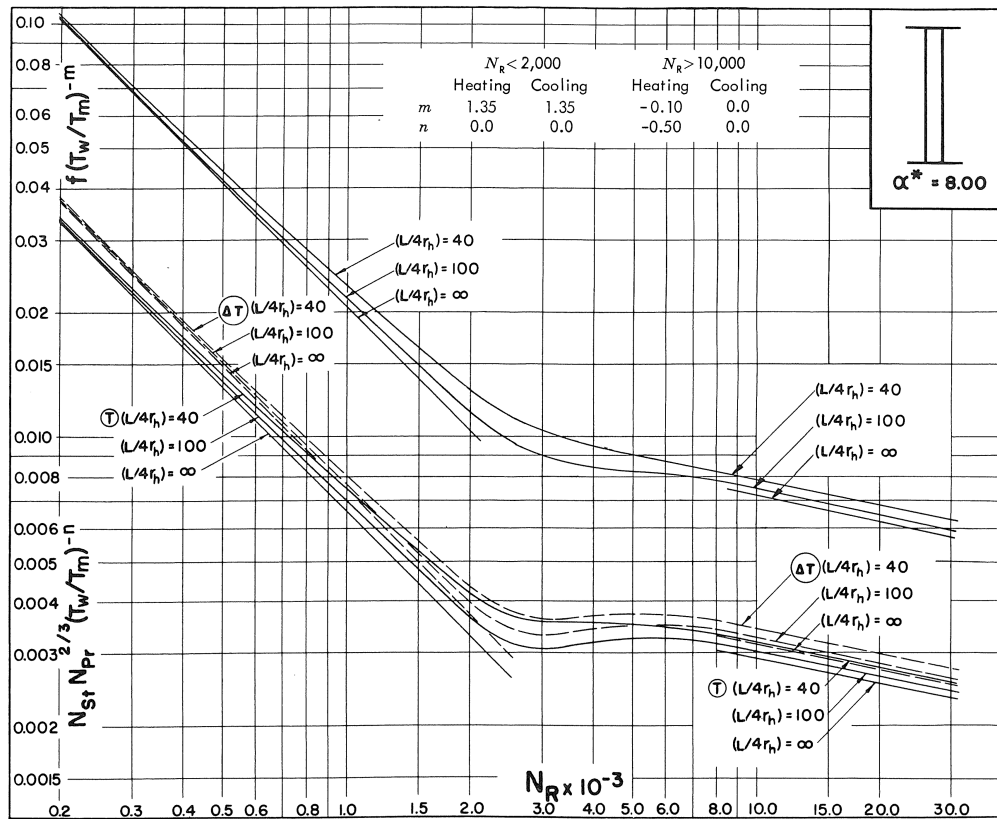 0.10
0.08
0.06
0.05
0.04
0.03
0.02
0.015
0.010
0.008
0.006
0.005
0.004
0.003
0.002
0.0015
f(Tw/Tm)-m
NSt NPr 2/3 (Tw/Tm)-n
NR<2,000 NR>10,000
Heating Cooling Heating Cooling
m 1.35 1.35 -0.10 0.0
n 0.0 0.0 -0.50 0.0
α* = 8.00
(L/4rh) = 40
(L/4rh) = 100
(L/4rh) = ∞
ΔT (L/4rh) = 40
(L/4rh) = 100
(L/4rh) = ∞
T (L/4rh) = 40
(L/4rh) = 100
(L/4rh) = ∞
(L/4rh) = 40
(L/4rh) = 100
(L/4rh) = ∞
ΔT (L/4rh) = 40
(L/4rh) = 100
(L/4rh) = ∞
T (L/4rh) = 40
(L/4rh) = 100
(L/4rh) = ∞
NR x 10-3
0.2 0.3 0.4 0.5 0.6 0.8 1.0 1.5 2.0 3.0 4.0 5.0 6.0 8.0 10.0 15.0 20.0 30.0